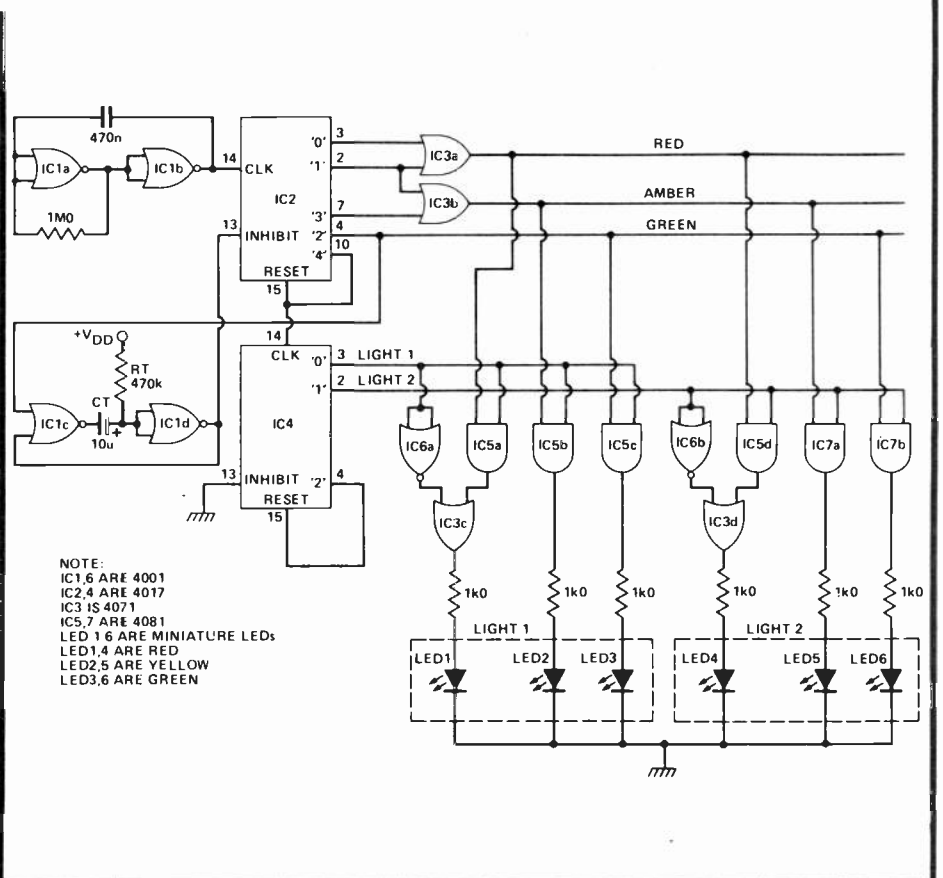 470n
IC1a
IC1b
1M0
14
CLK
IC2
13
INHIBIT
RESET
15
'0'
3
'1'
2
'3'
7
'2'
4
'4'
10
IC3a
IC3b
RED
AMBER
GREEN
+VDD
RT
470k
CT
10u
+
IC1c
IC1d
14
CLK
'0'
3
LIGHT 1
'1'
2
LIGHT 2
IC4
13
INHIBIT
'2'
4
RESET
15
IC6a
IC5a
IC5b
IC5c
IC6b
IC5d
IC7a
IC7b
IC3c
IC3d
1k0
1k0
1k0
1k0
1k0
1k0
LIGHT 1
LIGHT 2
LED1
LED2
LED3
LED4
LED5
LED6
NOTE:
IC1,6 ARE 4001
IC2,4 ARE 4017
IC3 IS 4071
IC5,7 ARE 4081
LED 1 6 ARE MINIATURE LEDs
LED1,4 ARE RED
LED2,5 ARE YELLOW
LED3,6 ARE GREEN